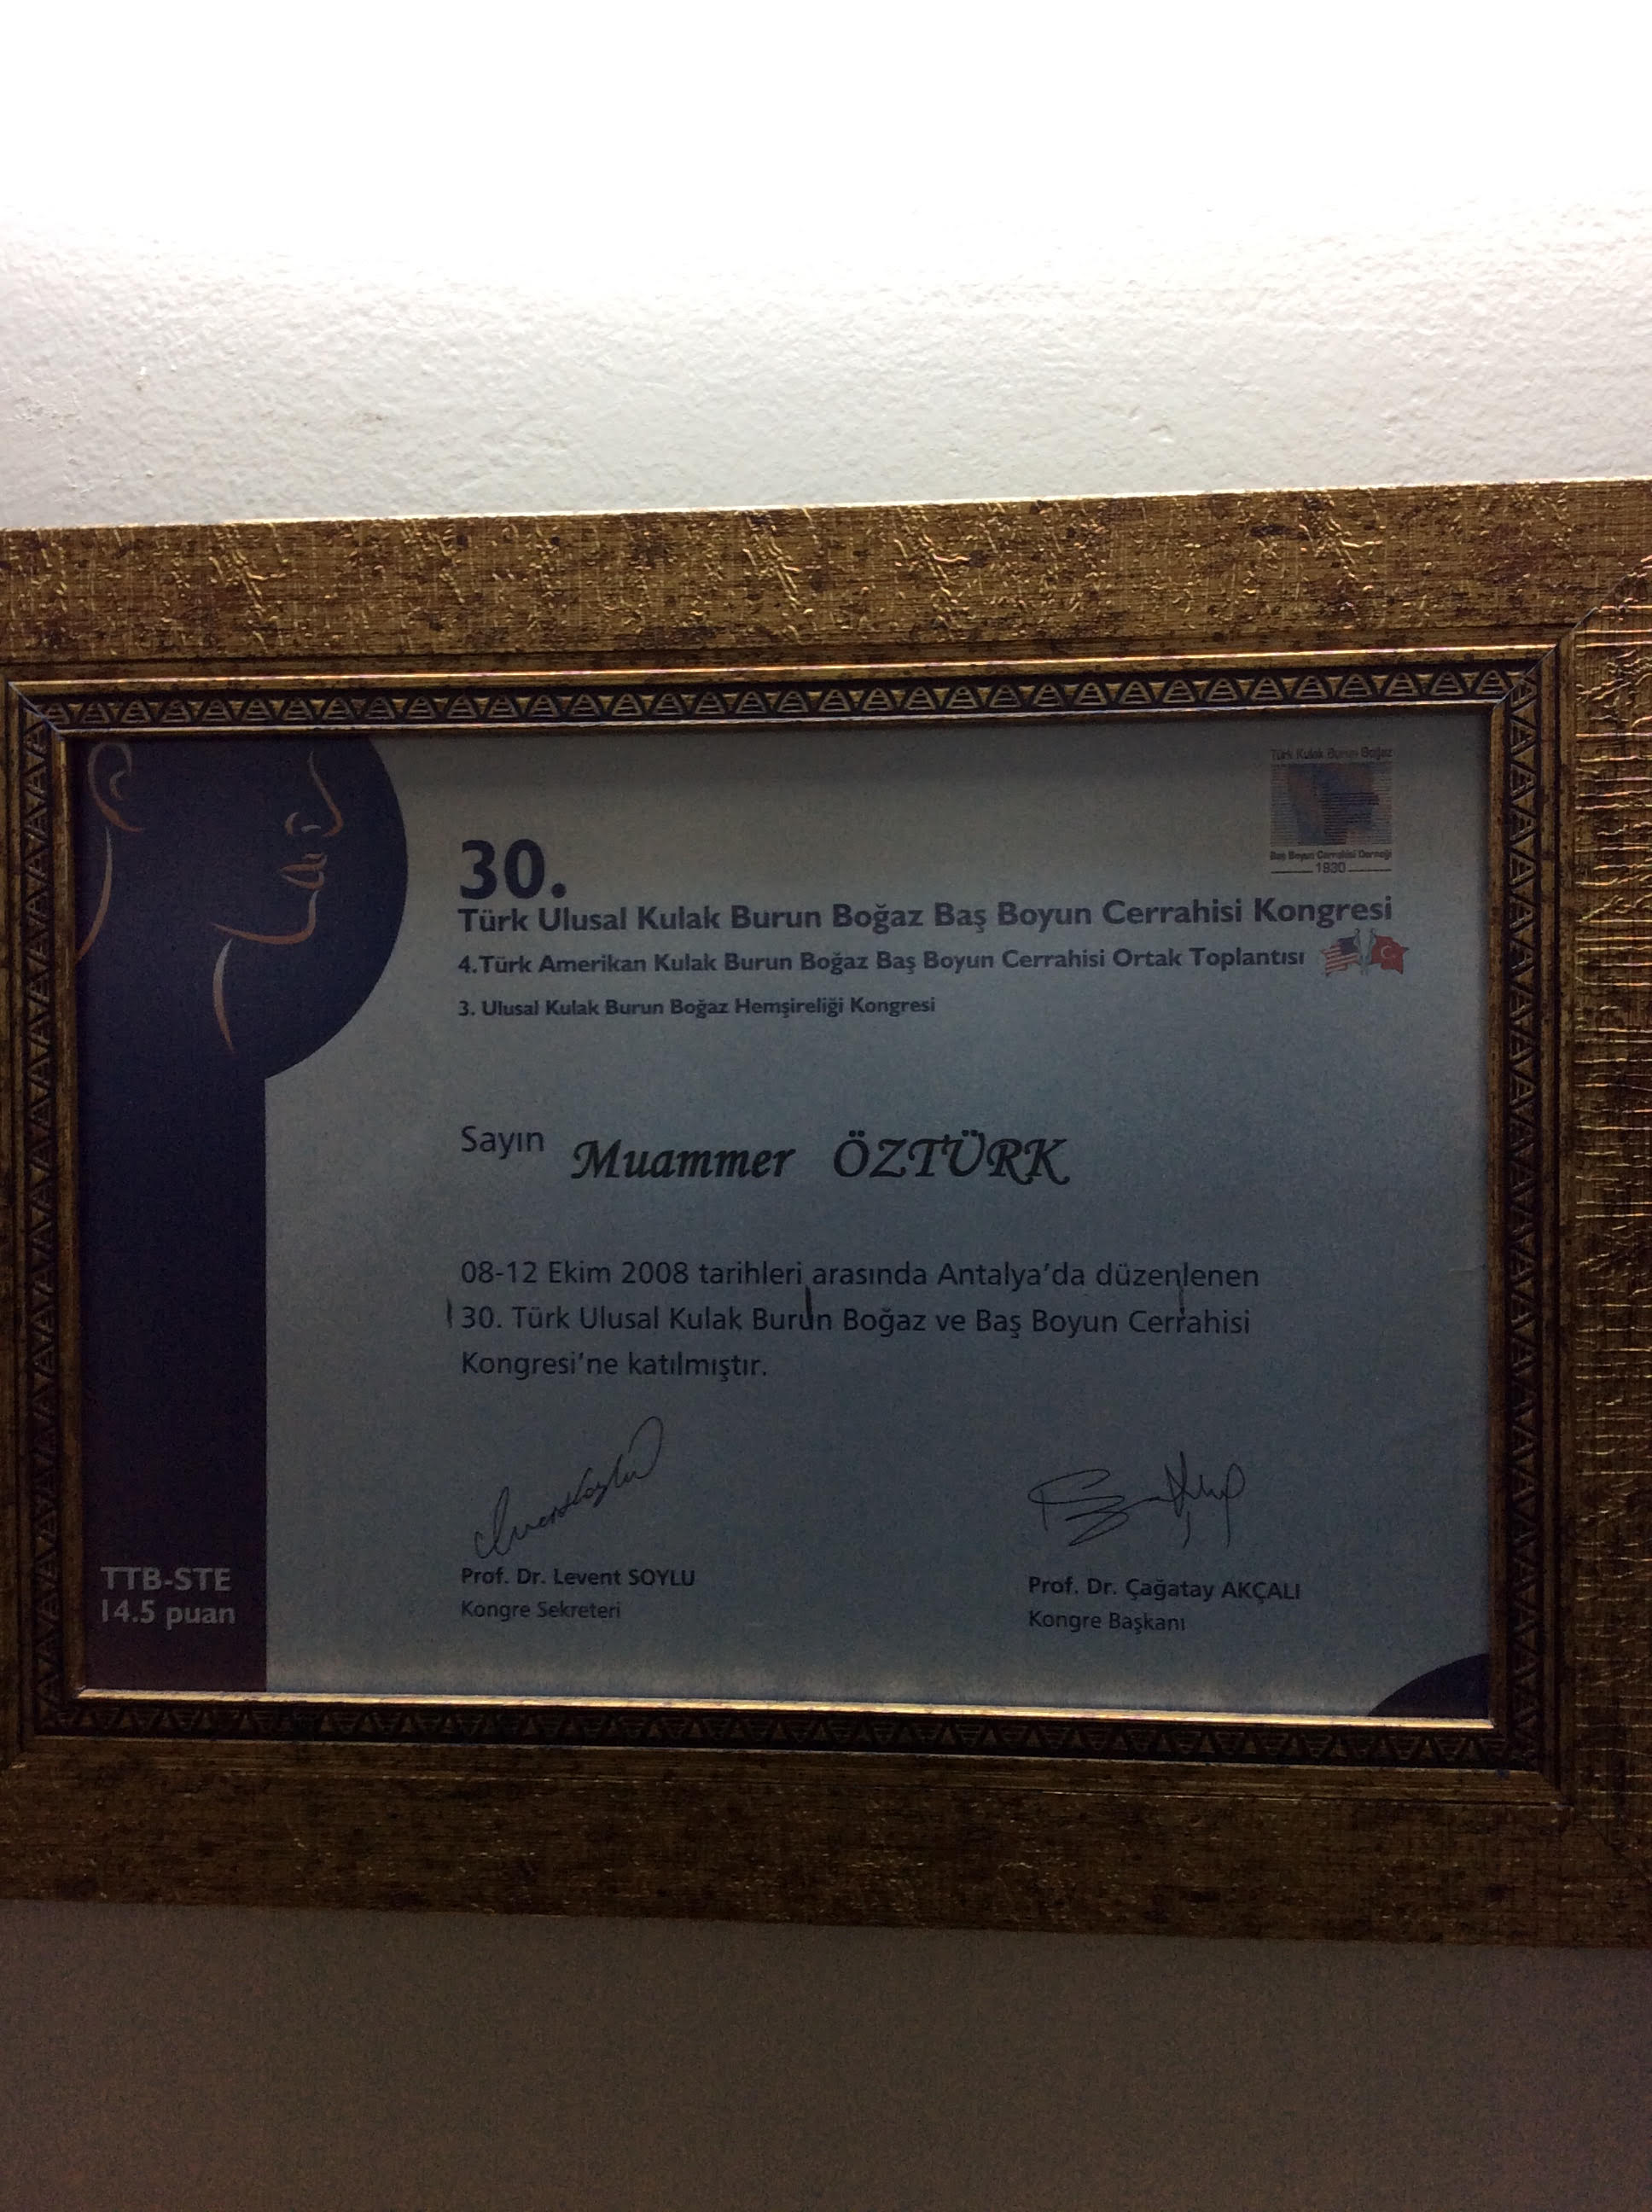 Türk Kulak Burun Boğaz
Baş Boyun Cerrahisi Derneği
1930
30.
Türk Ulusal Kulak Burun Boğaz Baş Boyun Cerrahisi Kongresi
4.Türk Amerikan Kulak Burun Boğaz Baş Boyun Cerrahisi Ortak Toplantısı
3. Ulusal Kulak Burun Boğaz Hemşireliği Kongresi
Sayın Muammer ÖZTÜRK
08-12 Ekim 2008 tarihleri arasında Antalya'da düzenlenen
30. Türk Ulusal Kulak Burun Boğaz ve Baş Boyun Cerrahisi
Kongresi'ne katılmıştır.
Prof. Dr. Levent SOYLU
Kongre Sekreteri
Prof. Dr. Çağatay AKÇALI
Kongre Başkanı
TTB-STE
14.5 puan